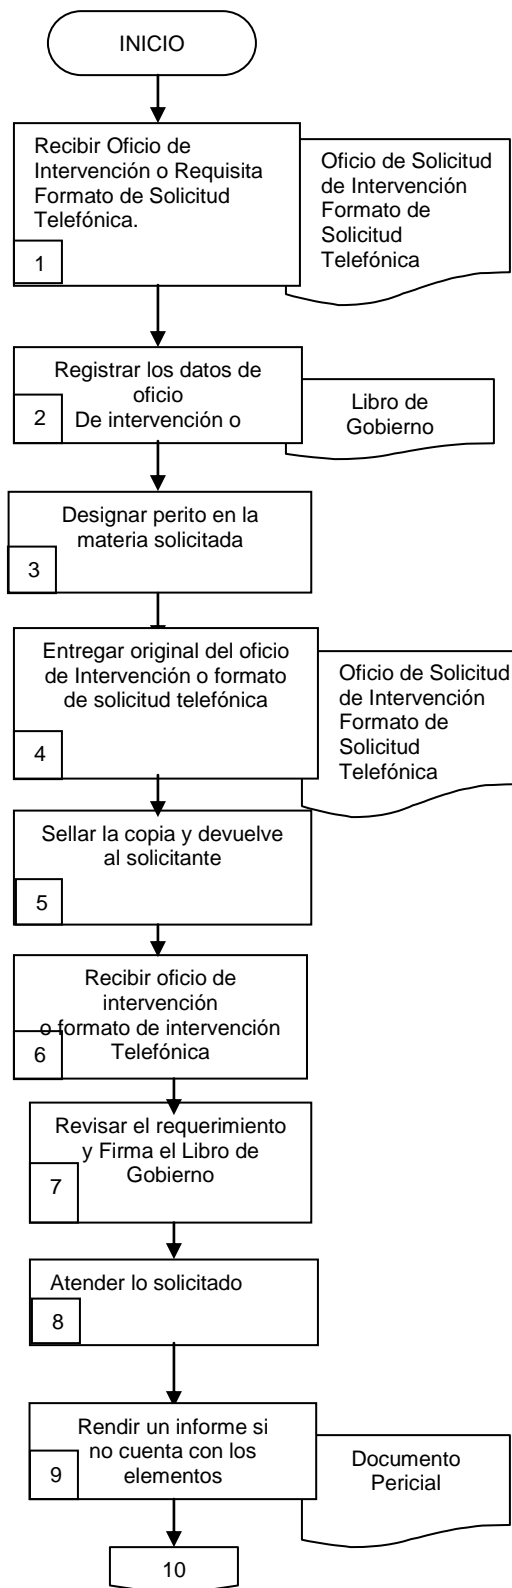 INICIO
Recibir Oficio de
Intervención o Requisita
Formato de Solicitud
Telefónica.
1
Oficio de Solicitud
de Intervención
Formato de
Solicitud
Telefónica
Registrar los datos de
oficio
De intervención o
2
Libro de
Gobierno
Designar perito en la
materia solicitada
3
Entregar original del oficio
de Intervención o formato
de solicitud telefónica
4
Oficio de Solicitud
de Intervención
Formato de
Solicitud
Telefónica
Sellar la copia y devuelve
al solicitante
5
Recibir oficio de
intervención
o formato de intervención
Telefónica
6
Revisar el requerimiento
y Firma el Libro de
Gobierno
7
Atender lo solicitado
8
Rendir un informe si
no cuenta con los
elementos
9
Documento
Pericial
10